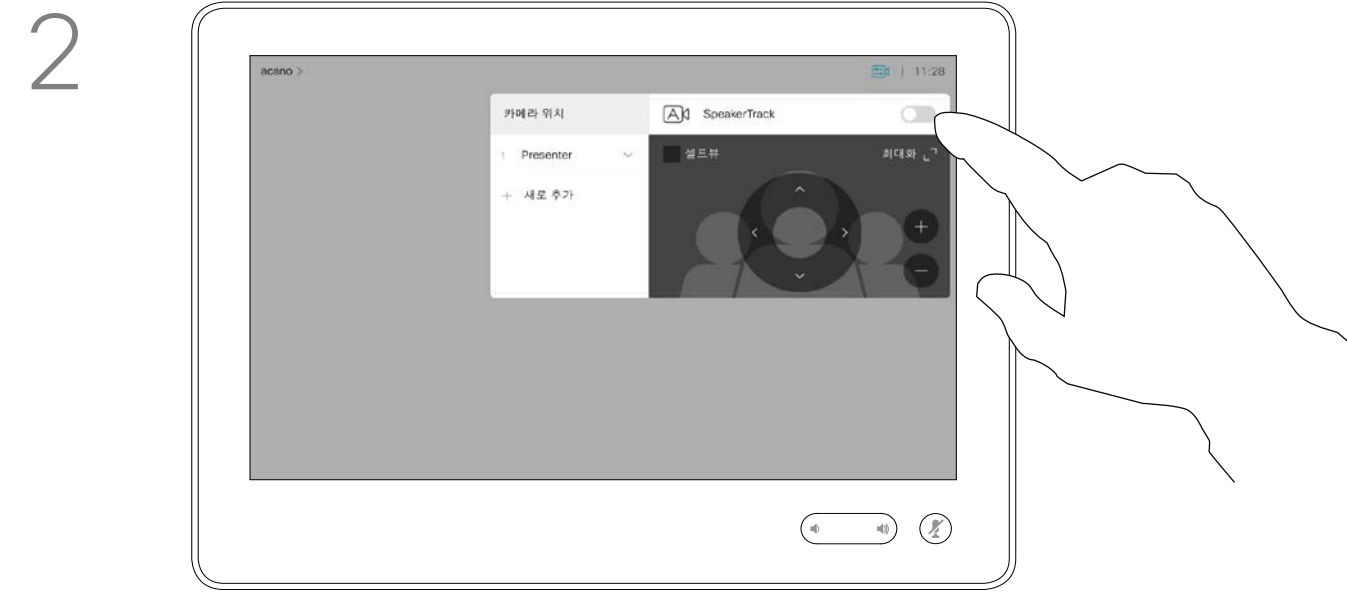 2
acano >
11:28
카메라 위치
SpeakerTrack
1 Presenter
셀프뷰
최대화
+ 새로 추가